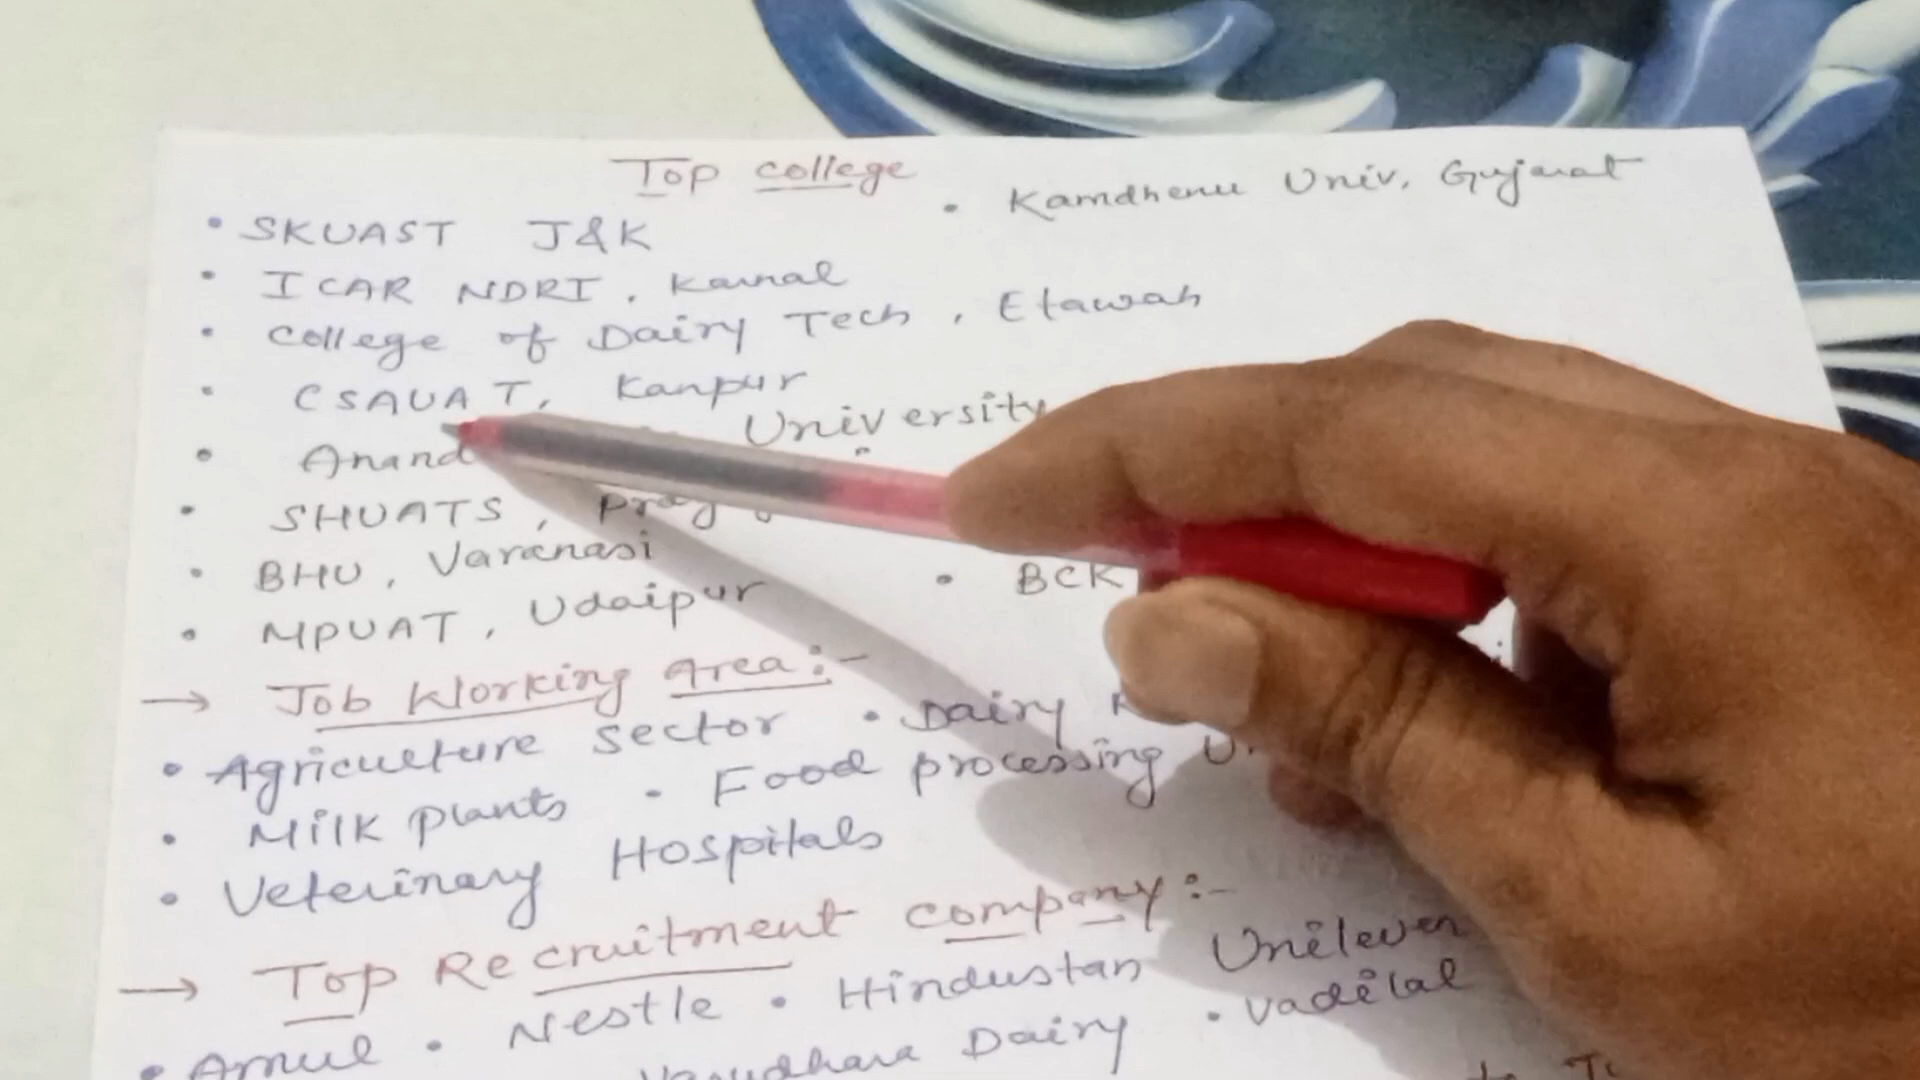 Top college
• Kamdhenu Univ, Gujarat
• SKUAST J&K
• ICAR NDRI, Karnal
• College of Dairy Tech, Etawah
• CSAUAT, Kanpur
• Anand University
• SHUATS,
• BHU, Varanasi
• BCK
• MPUAT, Udaipur
→ Job Working Area:-
• Agriculture Sector • Dairy
• Milk plants • Food processing
• Veterinary Hospitals
→ Top Recruitment company:-
• Amul • Nestle • Hindustan Unilever
Vasudhara Dairy • Vadilal